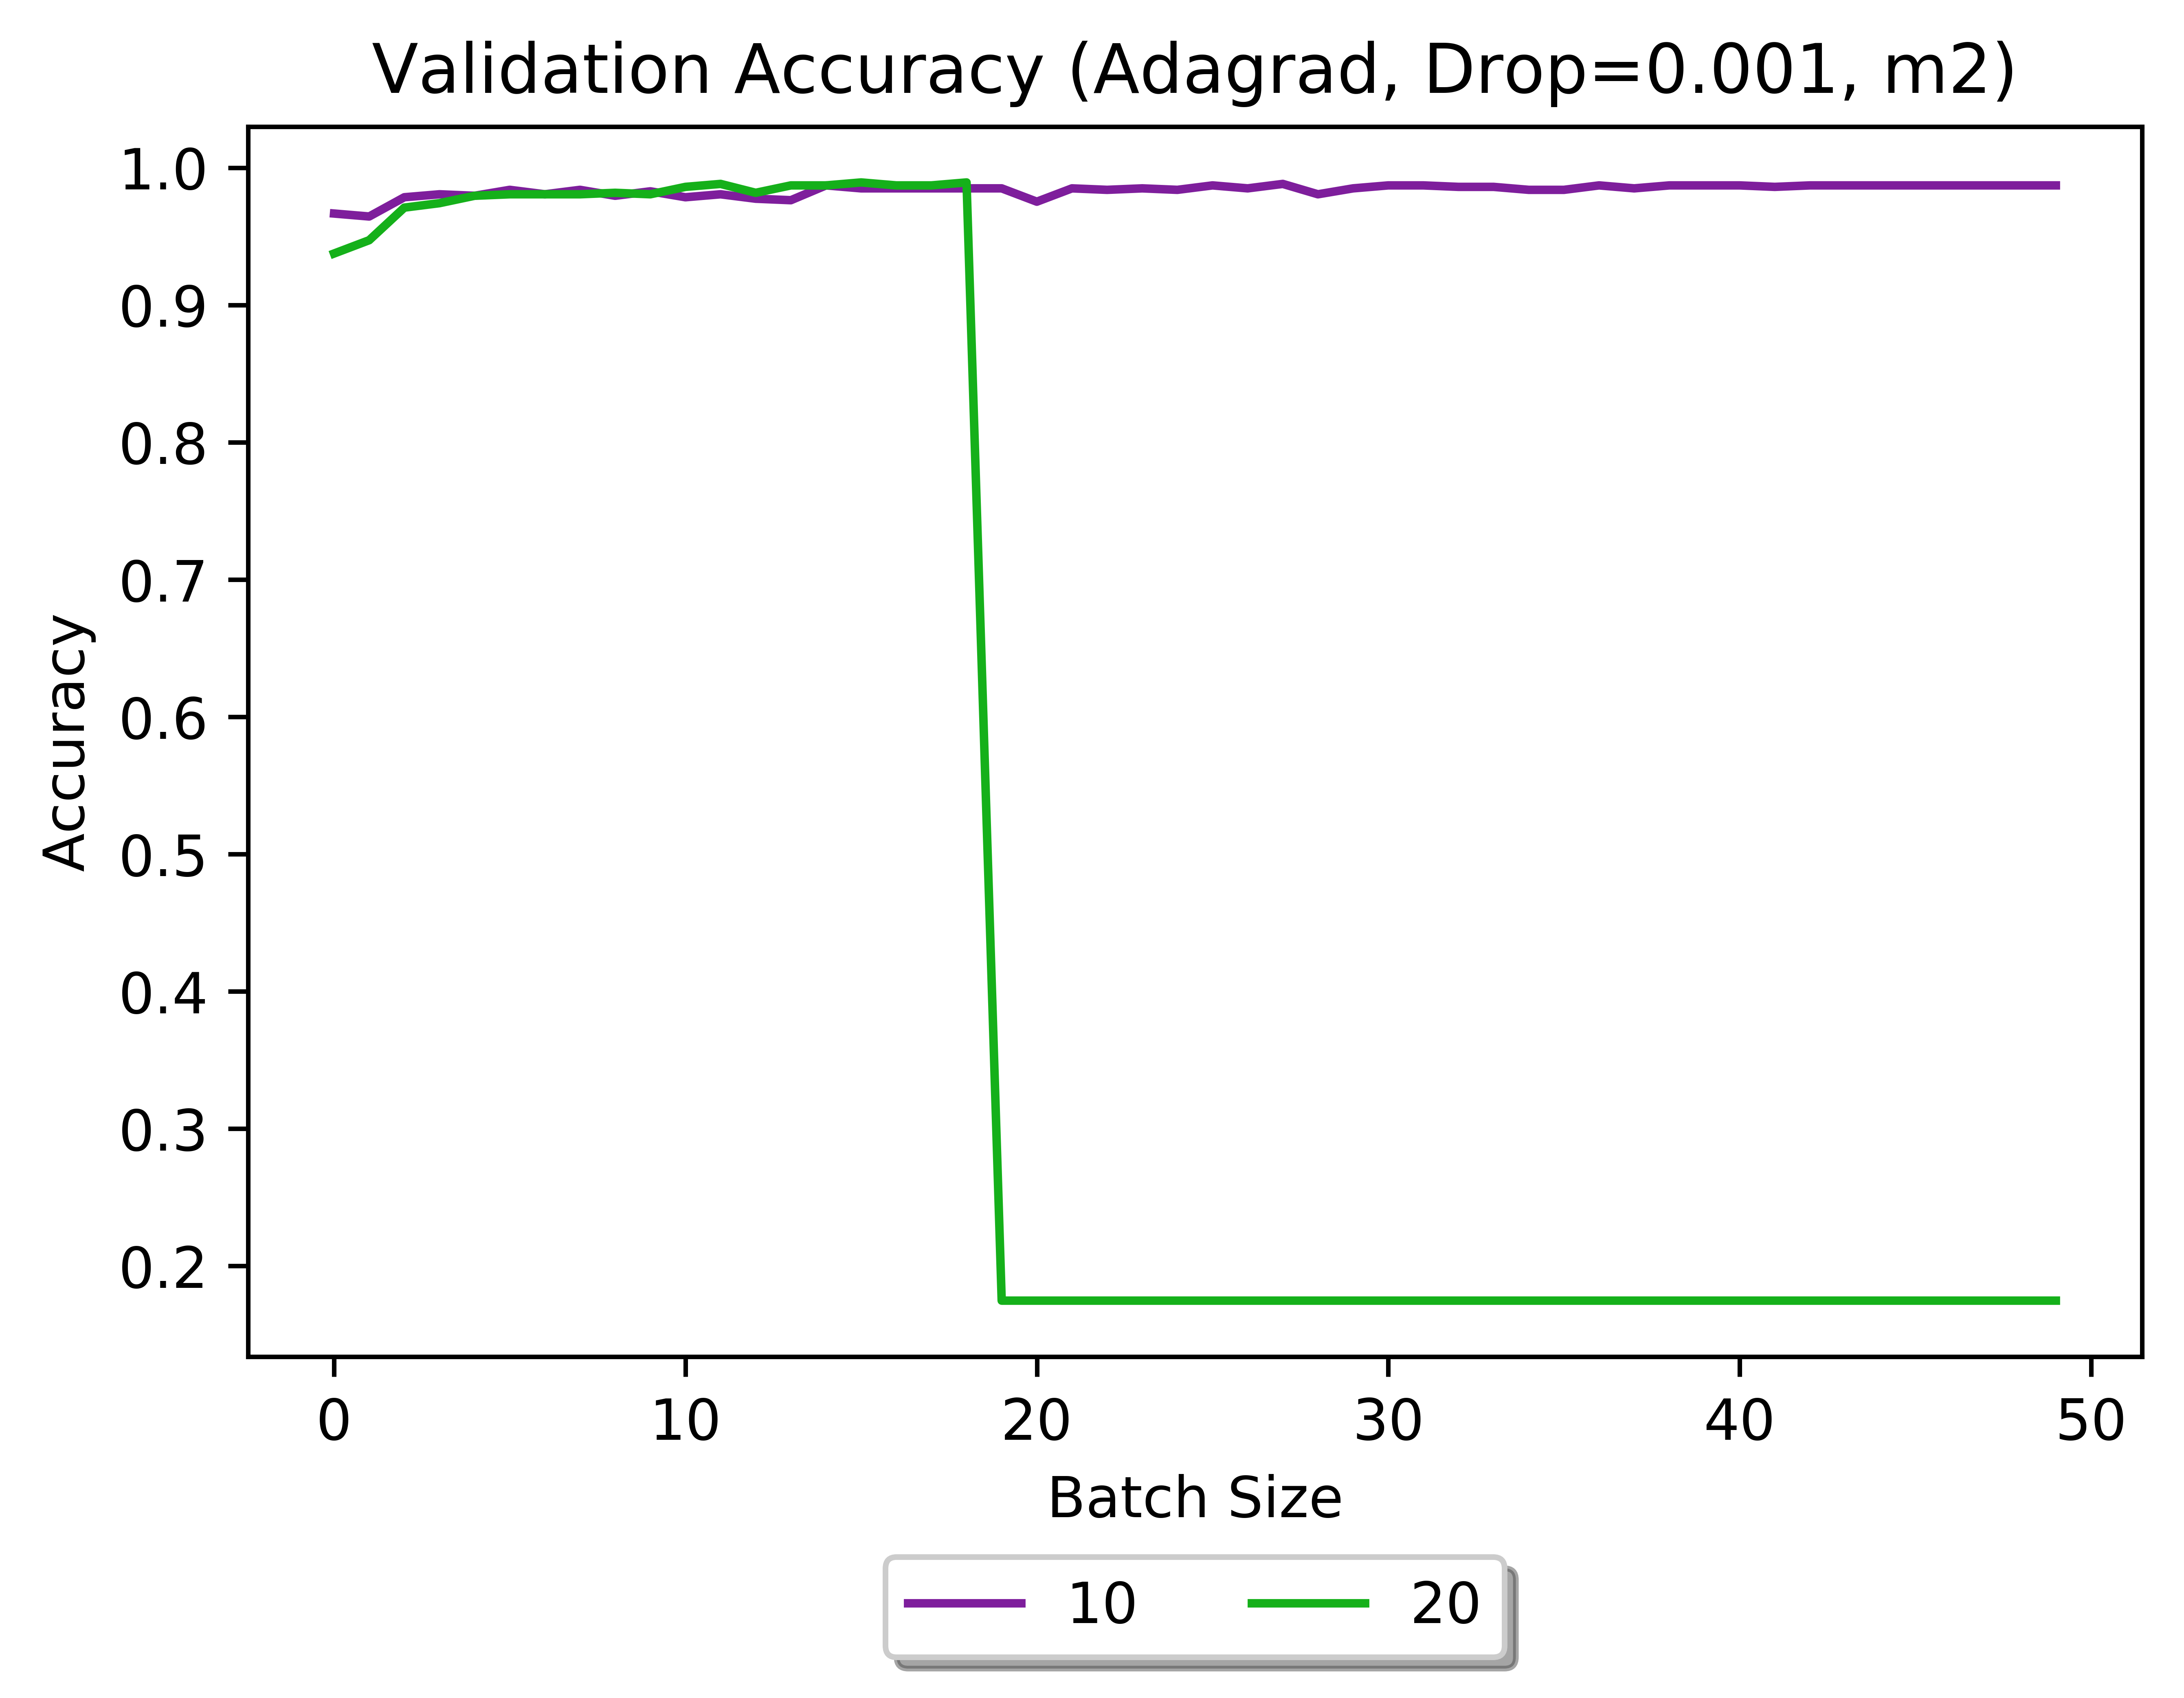 Validation Accuracy (Adagrad, Drop=0.001, m2)
1.0
0.9
0.8
0.7
0.6
0.5
0.4
0.3
0.2
Accuracy
0 10 20 30 40 50
Batch Size
10 20